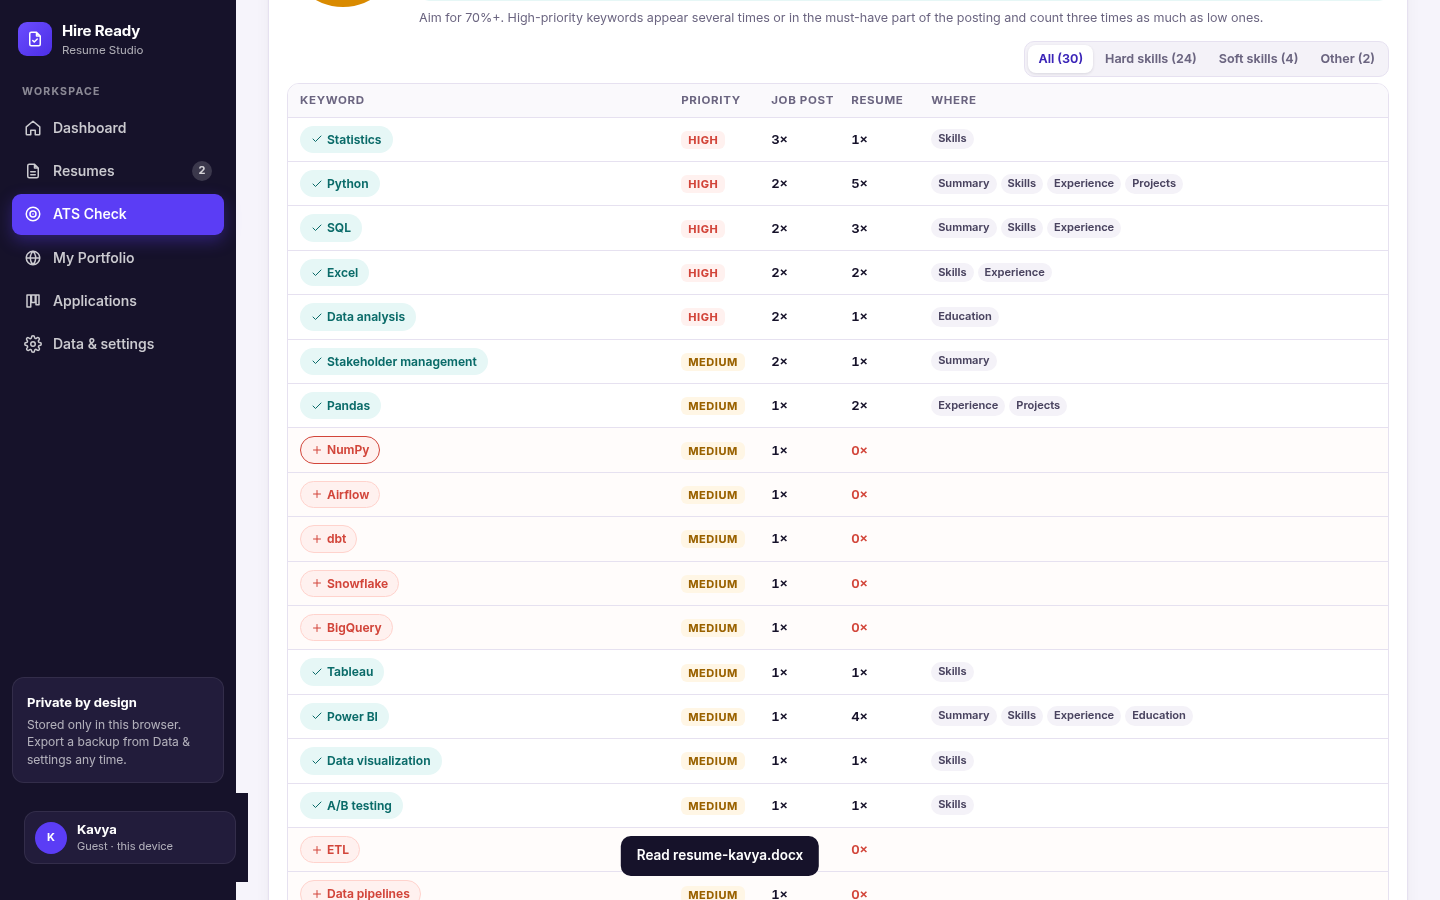 Hire Ready
Resume Studio
WORKSPACE
Dashboard
Resumes 2
ATS Check
My Portfolio
Applications
Data & settings
Private by design
Stored only in this browser.
Export a backup from Data &
settings any time.
K
Kavya
Guest · this device
Aim for 70%+. High-priority keywords appear several times or in the must-have part of the posting and count three times as much as low ones.
All (30) Hard skills (24) Soft skills (4) Other (2)
KEYWORD PRIORITY JOB POST RESUME WHERE
Statistics HIGH 3× 1× Skills
Python HIGH 2× 5× Summary Skills Experience Projects
SQL HIGH 2× 3× Summary Skills Experience
Excel HIGH 2× 2× Skills Experience
Data analysis HIGH 2× 1× Education
Stakeholder management MEDIUM 2× 1× Summary
Pandas MEDIUM 1× 2× Experience Projects
+ NumPy MEDIUM 1× 0×
+ Airflow MEDIUM 1× 0×
+ dbt MEDIUM 1× 0×
+ Snowflake MEDIUM 1× 0×
+ BigQuery MEDIUM 1× 0×
Tableau MEDIUM 1× 1× Skills
Power BI MEDIUM 1× 4× Summary Skills Experience Education
Data visualization MEDIUM 1× 1× Skills
A/B testing MEDIUM 1× 1× Skills
+ ETL 0×
Read resume-kavya.docx
+ Data pipelines MEDIUM 1× 0×